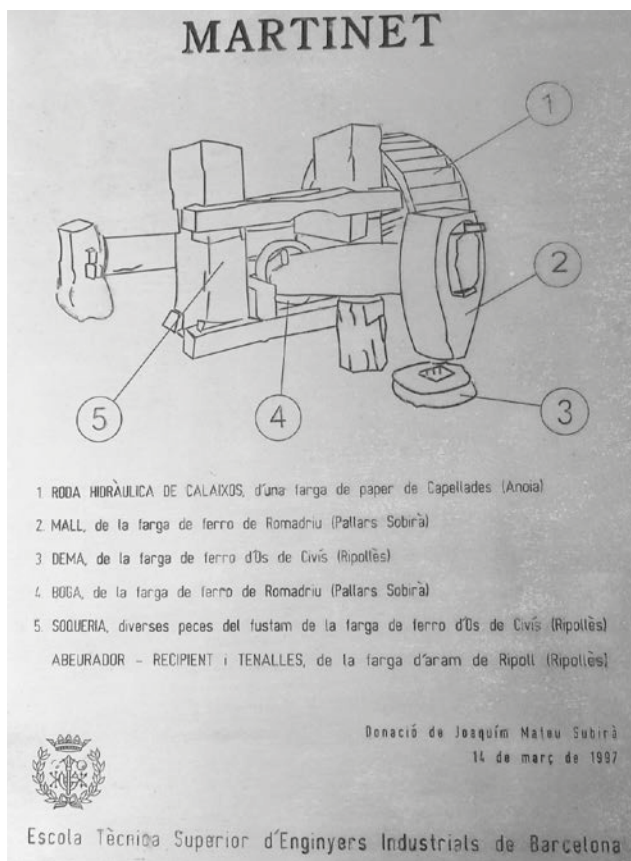 MARTINET
1
2
3
4
5
1 RODA HIDRÀULICA DE CALAIXOS, d'una farga de paper de Capellades (Anoia)
2 MALL, de la farga de ferro de Romadriu (Pallars Sobirà)
3 DEMA, de la farga de ferro d'Os de Civís (Ripollès)
4. BOGA, de la farga de ferro de Romadriu (Pallars Sobirà)
5. SOQUERIA, diverses peces del fustam de la farga de ferro d'Os de Civís (Ripollès)
ABEURADOR - RECIPIENT i TENALLES, de la farga d'aram de Ripoll (Ripollès)
Donació de Joaquím Mateu Subirà
14 de març de 1997
Escola Tècnica Superior d'Enginyers Industrials de Barcelona